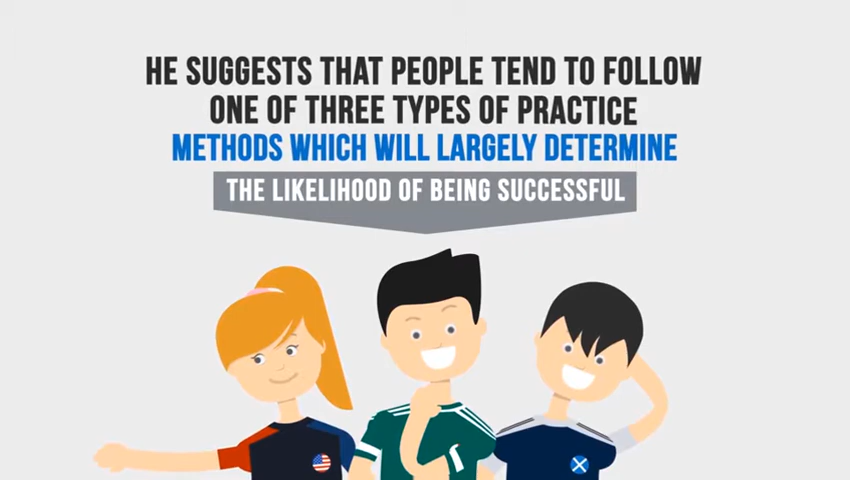 HE SUGGESTS THAT PEOPLE TEND TO FOLLOW
ONE OF THREE TYPES OF PRACTICE
METHODS WHICH WILL LARGELY DETERMINE
THE LIKELIHOOD OF BEING SUCCESSFUL